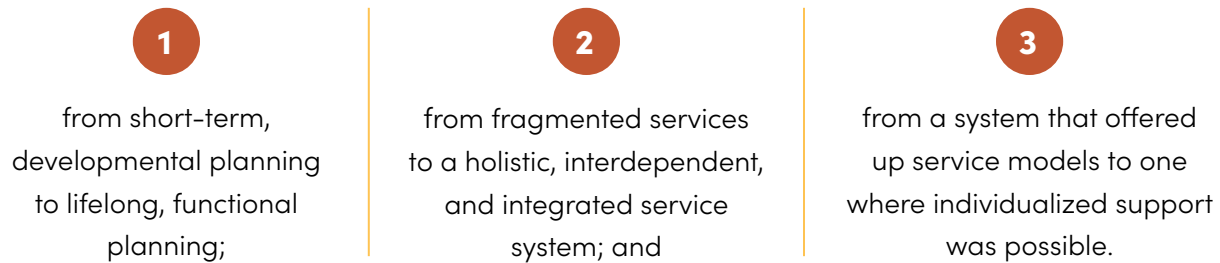 1
from short-term,
developmental planning
to lifelong, functional
planning;
2
from fragmented services
to a holistic, interdependent,
and integrated service
system; and
3
from a system that offered
up service models to one
where individualized support
was possible.